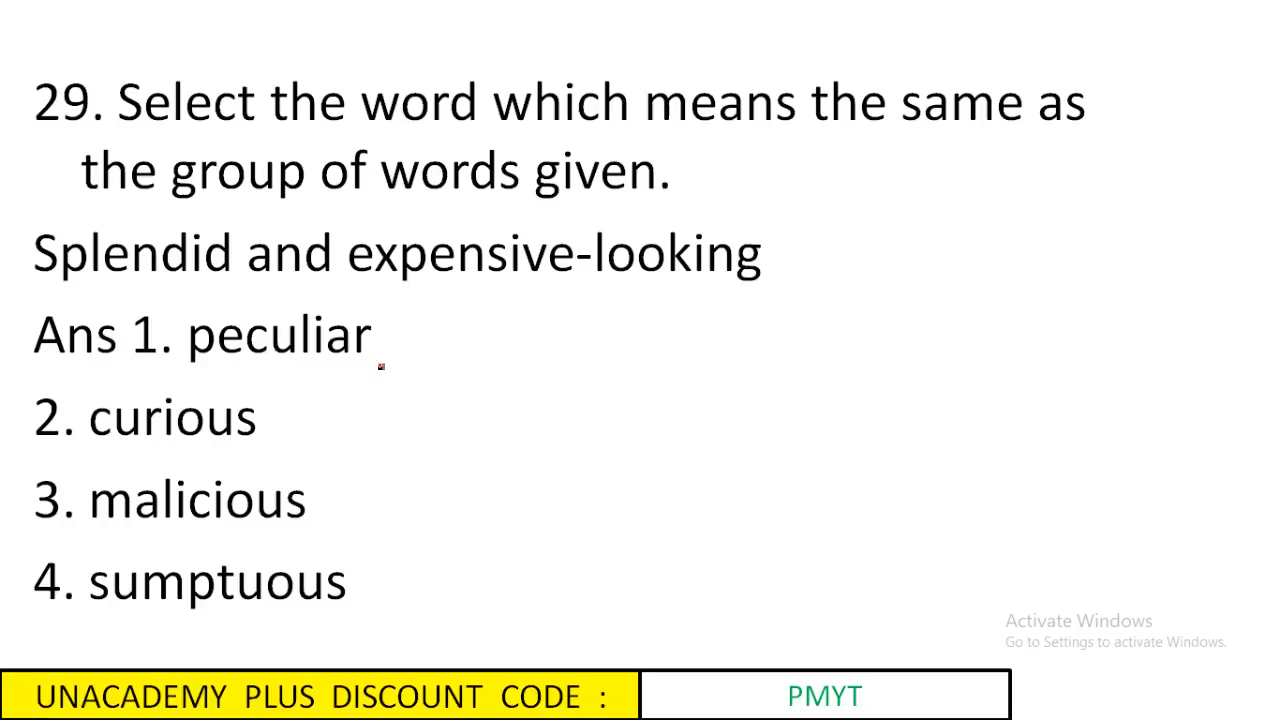 29. Select the word which means the same as
the group of words given.
Splendid and expensive-looking
Ans 1. peculiar
2. curious
3. malicious
4. sumptuous
Activate Windows
Go to Settings to activate Windows.
UNACADEMY PLUS DISCOUNT CODE : PMYT